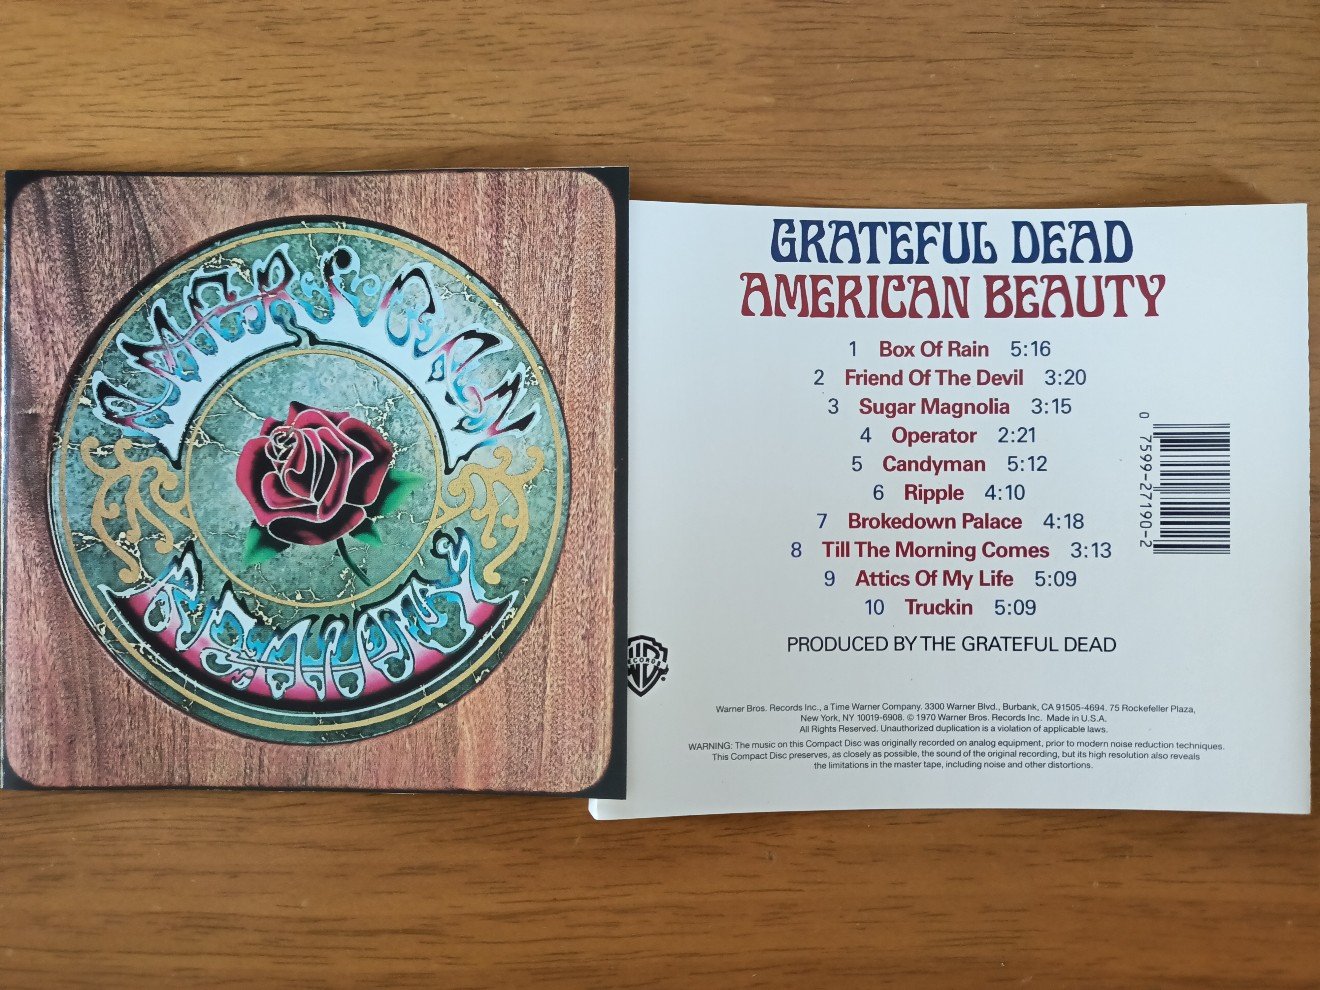 AMERICAN
BEAUTY
GRATEFUL DEAD
AMERICAN BEAUTY
1 Box Of Rain 5:16
2 Friend Of The Devil 3:20
3 Sugar Magnolia 3:15
4 Operator 2:21
5 Candyman 5:12
6 Ripple 4:10
7 Brokedown Palace 4:18
8 Till The Morning Comes 3:13
9 Attics Of My Life 5:09
10 Truckin 5:09
PRODUCED BY THE GRATEFUL DEAD
0 7599-27190-2
WB
RECORDS
Warner Bros. Records Inc., a Time Warner Company. 3300 Warner Blvd., Burbank, CA 91505-4694. 75 Rockefeller Plaza,
New York, NY 10019-6908. © 1970 Warner Bros. Records Inc. Made in U.S.A.
All Rights Reserved. Unauthorized duplication is a violation of applicable laws.
WARNING: The music on this Compact Disc was originally recorded on analog equipment, prior to modern noise reduction techniques.
This Compact Disc preserves, as closely as possible, the sound of the original recording, but its high resolution also reveals
the limitations in the master tape, including noise and other distortions.